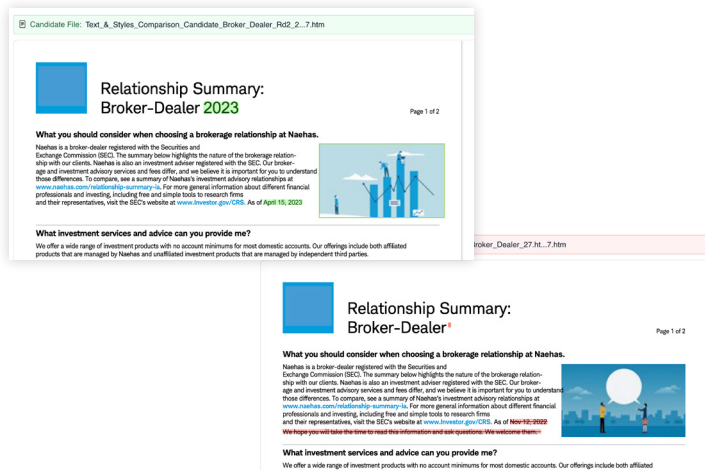 Candidate File: Text_&_Styles_Comparison_Candidate_Broker_Dealer_Rd2_2...7.htm
Relationship Summary:
Broker-Dealer 2023
Page 1 of 2
What you should consider when choosing a brokerage relationship at Naehas.
Naehas is a broker-dealer registered with the Securities and
Exchange Commission (SEC). The summary below highlights the nature of the brokerage relation-
ship with our clients. Naehas is also an investment adviser registered with the SEC. Our broker-
age and investment advisory services and fees differ, and we believe it is important for you to understand
those differences. To compare, see a summary of Naehas's investment advisory relationships at
www.naehas.com/relationship-summary-ia. For more general information about different financial
professionals and investing, including free and simple tools to research firms
and their representatives, visit the SEC's website at www.Investor.gov/CRS. As of April 15, 2023
What investment services and advice can you provide me?
We offer a wide range of investment products with no account minimums for most domestic accounts. Our offerings include both affiliated
products that are managed by Naehas and unaffiliated investment products that are managed by independent third parties.
roker_Dealer_27.ht...7.htm
Relationship Summary:
Broker-Dealer
Page 1 of 2
What you should consider when choosing a brokerage relationship at Naehas.
Naehas is a broker-dealer registered with the Securities and
Exchange Commission (SEC). The summary below highlights the nature of the brokerage relation-
ship with our clients. Naehas is also an investment adviser registered with the SEC. Our broker-
age and investment advisory services and fees differ, and we believe it is important for you to understand
those differences. To compare, see a summary of Naehas's investment advisory relationships at
www.naehas.com/relationship-summary-ia. For more general information about different financial
professionals and investing, including free and simple tools to research firms
and their representatives, visit the SEC's website at www.Investor.gov/CRS. As of Nov 12, 2022
We hope you will take the time to read this information and ask questions. We welcome them.
What investment services and advice can you provide me?
We offer a wide range of investment products with no account minimums for most domestic accounts. Our offerings include both affiliated